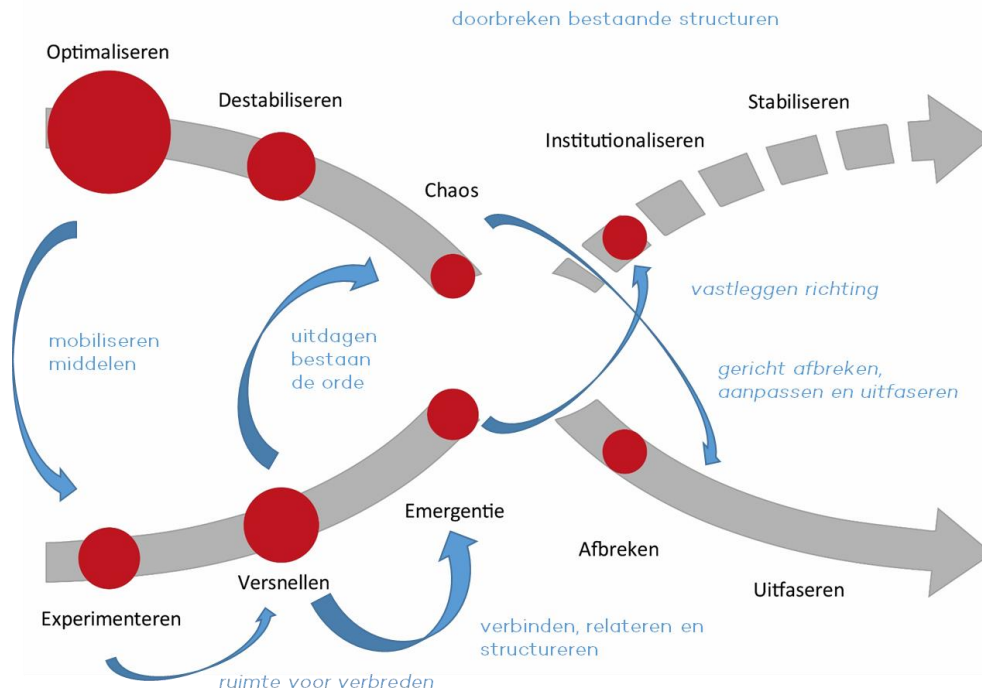 doorbreken bestaande structuren
Optimaliseren
Destabiliseren
Stabiliseren
Institutionaliseren
Chaos
vastleggen richting
mobiliseren
middelen
uitdagen
bestaan
de orde
gericht afbreken,
aanpassen en uitfaseren
Emergentie
Afbreken
Versnellen
Uitfaseren
Experimenteren
verbinden, relateren en
structureren
ruimte voor verbreden